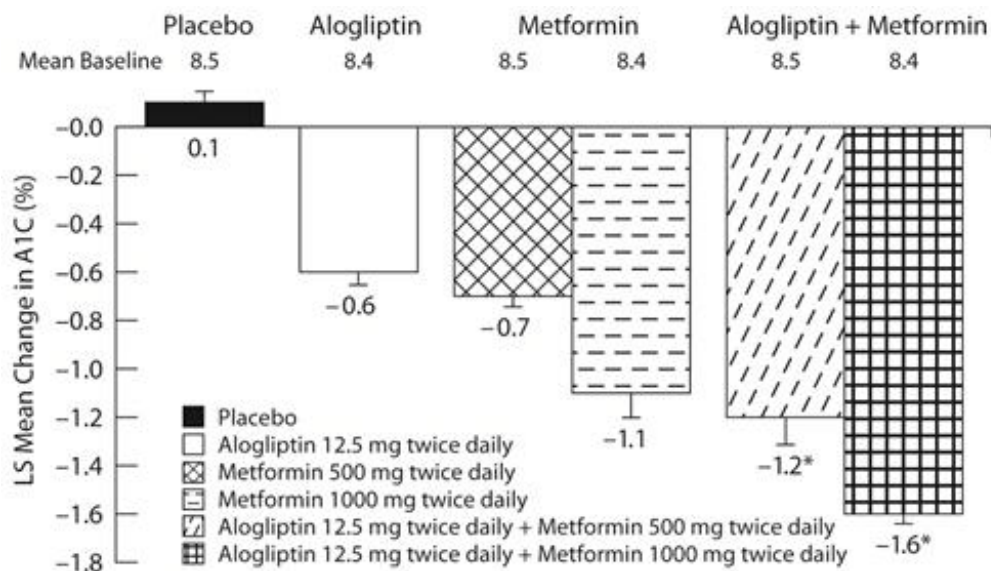 Placebo Alogliptin Metformin Alogliptin + Metformin
Mean Baseline 8.5 8.4 8.5 8.4 8.5 8.4
LS Mean Change in A1C (%)
−0.0
−0.2
−0.4
−0.6
−0.8
−1.0
−1.2
−1.4
−1.6
−1.8
0.1
−0.6
−0.7
−1.1
−1.2*
−1.6*
Placebo
Alogliptin 12.5 mg twice daily
Metformin 500 mg twice daily
Metformin 1000 mg twice daily
Alogliptin 12.5 mg twice daily + Metformin 500 mg twice daily
Alogliptin 12.5 mg twice daily + Metformin 1000 mg twice daily